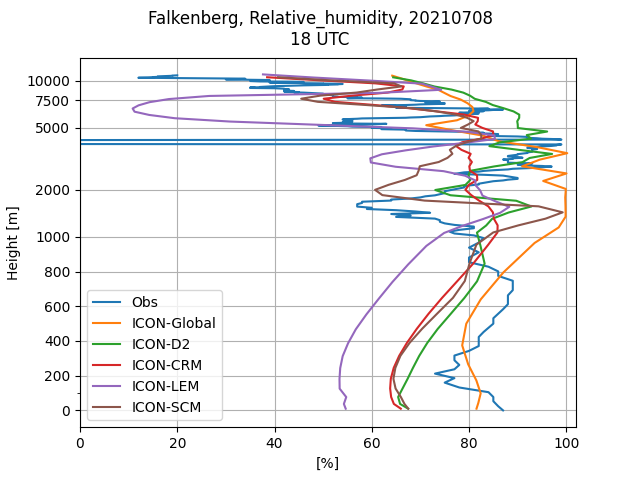 Falkenberg, Relative_humidity, 20210708
18 UTC
Height [m]
10000
7500
5000
2000
1000
800
600
400
200
0
Obs
ICON-Global
ICON-D2
ICON-CRM
ICON-LEM
ICON-SCM
0 20 40 60 80 100
[%]